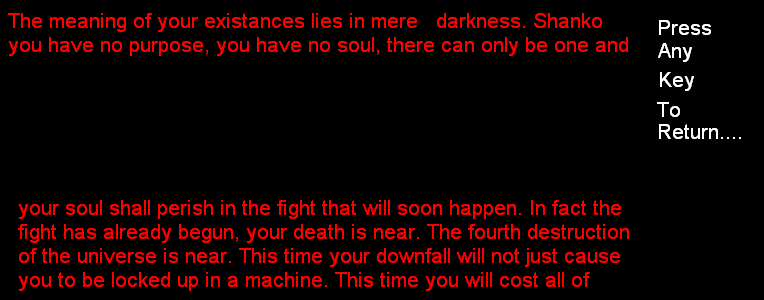 The meaning of your existances lies in mere   darkness. Shanko
you have no purpose, you have no soul, there can only be one and
your soul shall perish in the fight that will soon happen. In fact the
fight has already begun, your death is near. The fourth destruction
of the universe is near. This time your downfall will not just cause
you to be locked up in a machine. This time you will cost all of
Press
Any
Key
To
Return....